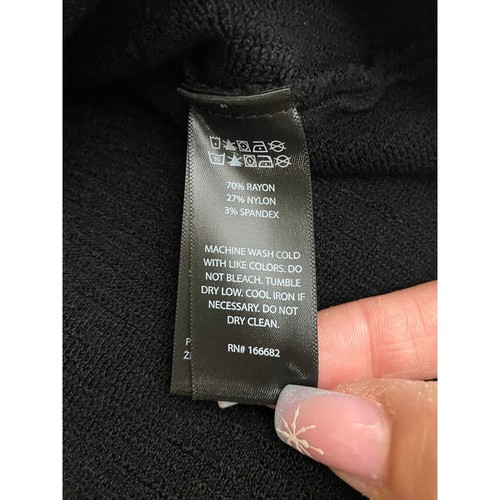 M
30
70% RAYON
27% NYLON
3% SPANDEX
MACHINE WASH COLD
WITH LIKE COLORS. DO
NOT BLEACH. TUMBLE
DRY LOW. COOL IRON IF
NECESSARY. DO NOT
DRY CLEAN.
RN# 166682